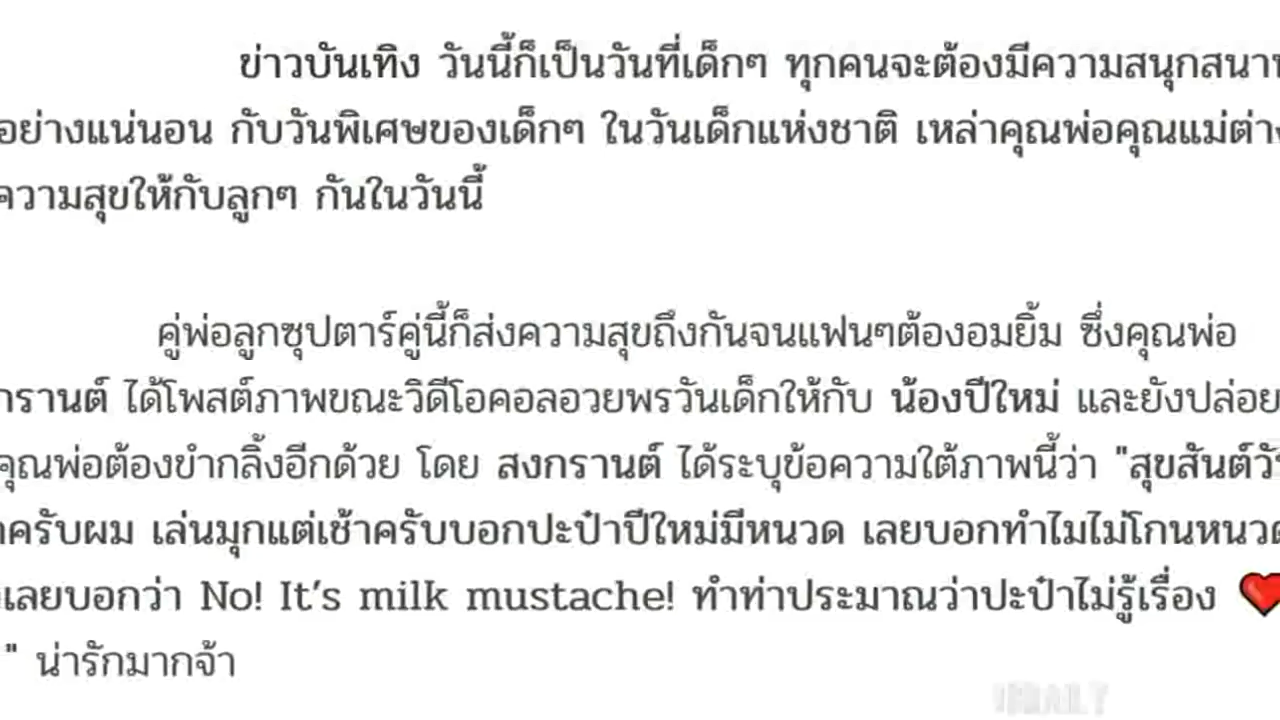 ข่าวบันเทิง วันนี้ก็เป็นวันที่เด็กๆ ทุกคนจะต้องมีความสนุกสนาน
อย่างแน่นอน กับวันพิเศษของเด็กๆ ในวันเด็กแห่งชาติ เหล่าคุณพ่อคุณแม่ต่าง
ความสุขให้กับลูกๆ กันในวันนี้
คู่พ่อลูกซุปตาร์คู่นี้ก็ส่งความสุขถึงกันจนแฟนๆต้องอมยิ้ม ซึ่งคุณพ่อ
กรานต์ ได้โพสต์ภาพขณะวิดีโอคอลอวยพรวันเด็กให้กับ น้องปีใหม่ และยังปล่อย
คุณพ่อต้องขำกลิ้งอีกด้วย โดย สงกรานต์ ได้ระบุข้อความใต้ภาพนี้ว่า "สุขสันต์วั
ครับผม เล่นมุกแต่เช้าครับบอกปะป๋าปีใหม่มีหนวด เลยบอกทำไมไม่โกนหนวด
เลยบอกว่า No! It's milk mustache! ทำท่าประมาณว่าปะป๋าไม่รู้เรื่อง ❤
" น่ารักมากจ้า